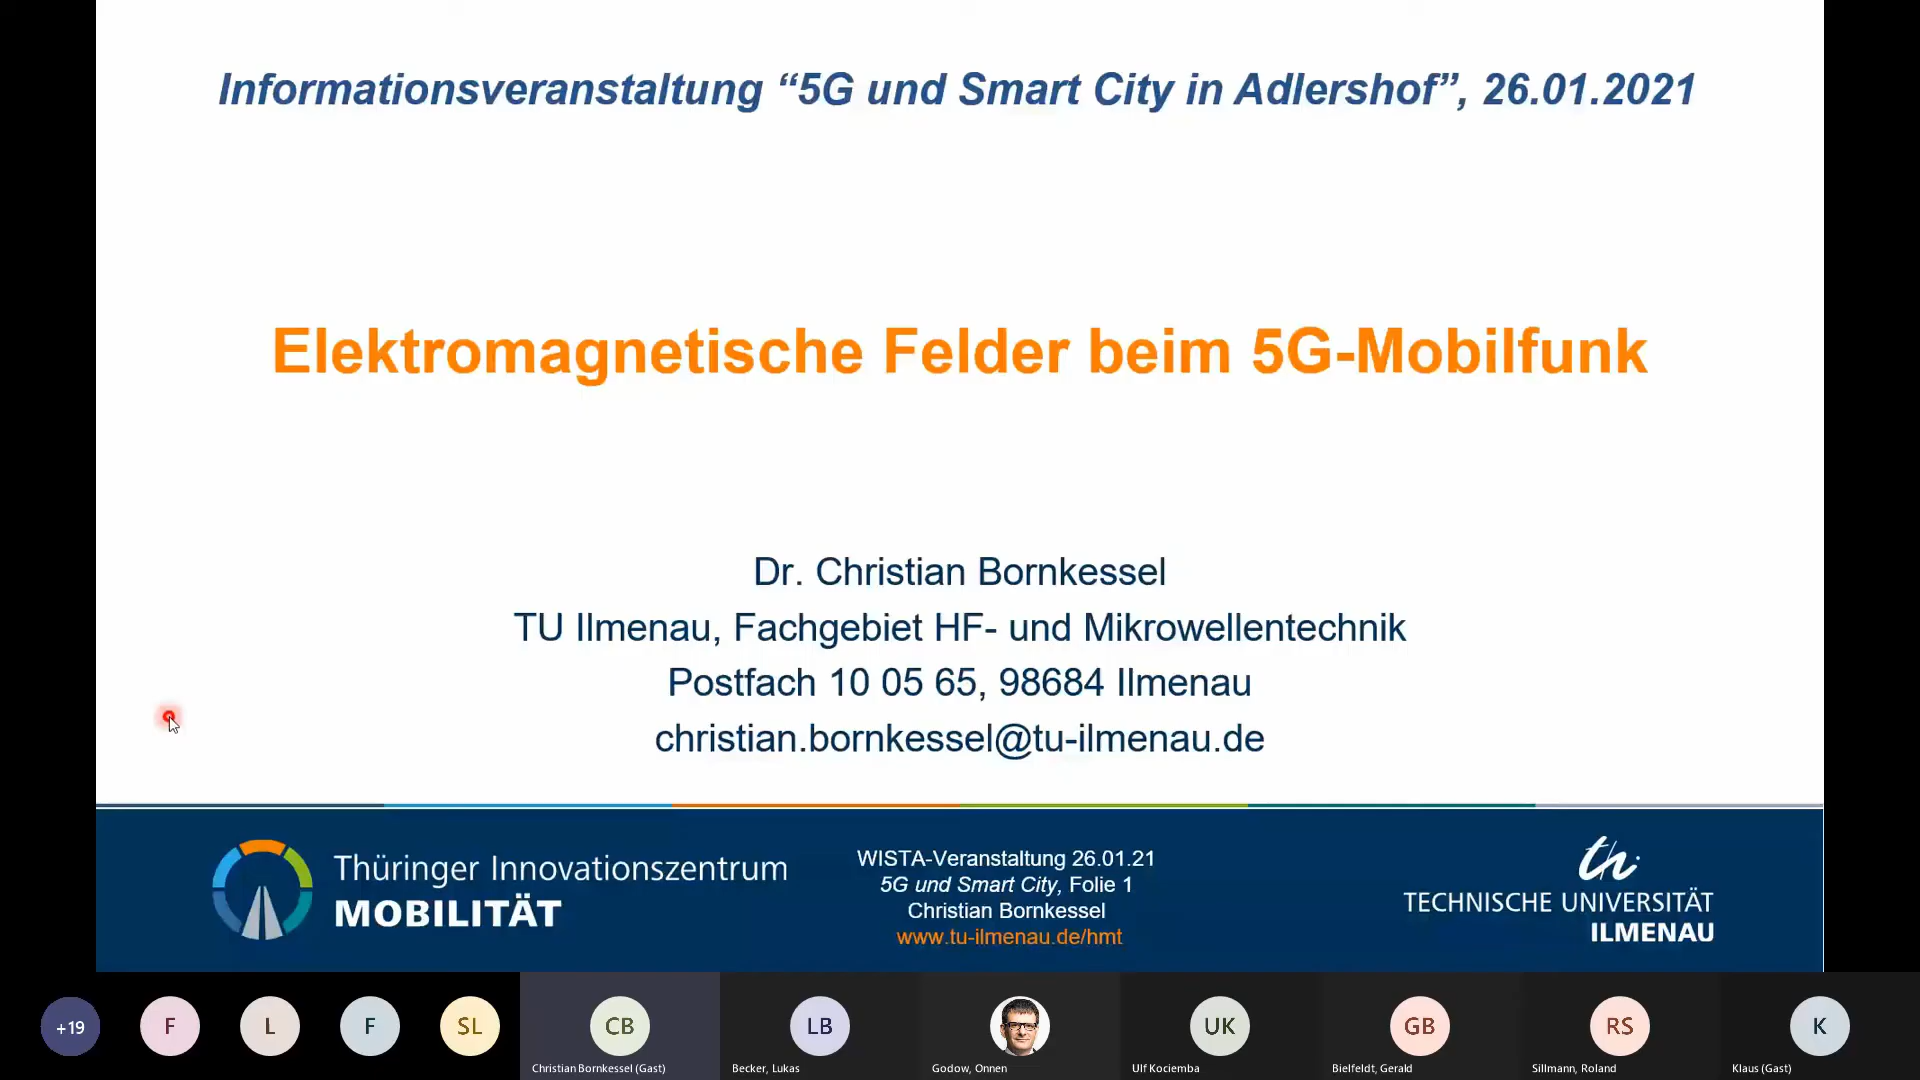 Informationsveranstaltung “5G und Smart City in Adlershof”, 26.01.2021
Elektromagnetische Felder beim 5G-Mobilfunk
Dr. Christian Bornkessel
TU Ilmenau, Fachgebiet HF- und Mikrowellentechnik
Postfach 10 05 65, 98684 Ilmenau
christian.bornkessel@tu-ilmenau.de
Thüringer Innovationszentrum
MOBILITÄT
WISTA-Veranstaltung 26.01.21
5G und Smart City, Folie 1
Christian Bornkessel
www.tu-ilmenau.de/hmt
th
TECHNISCHE UNIVERSITÄT
ILMENAU
+19
F
L
F
SL
CB
LB
UK
GB
RS
K
Christian Bornkessel (Gast)
Becker, Lukas
Godow, Onnen
Ulf Kociemba
Bielfeldt, Gerald
Sillmann, Roland
Klaus (Gast)